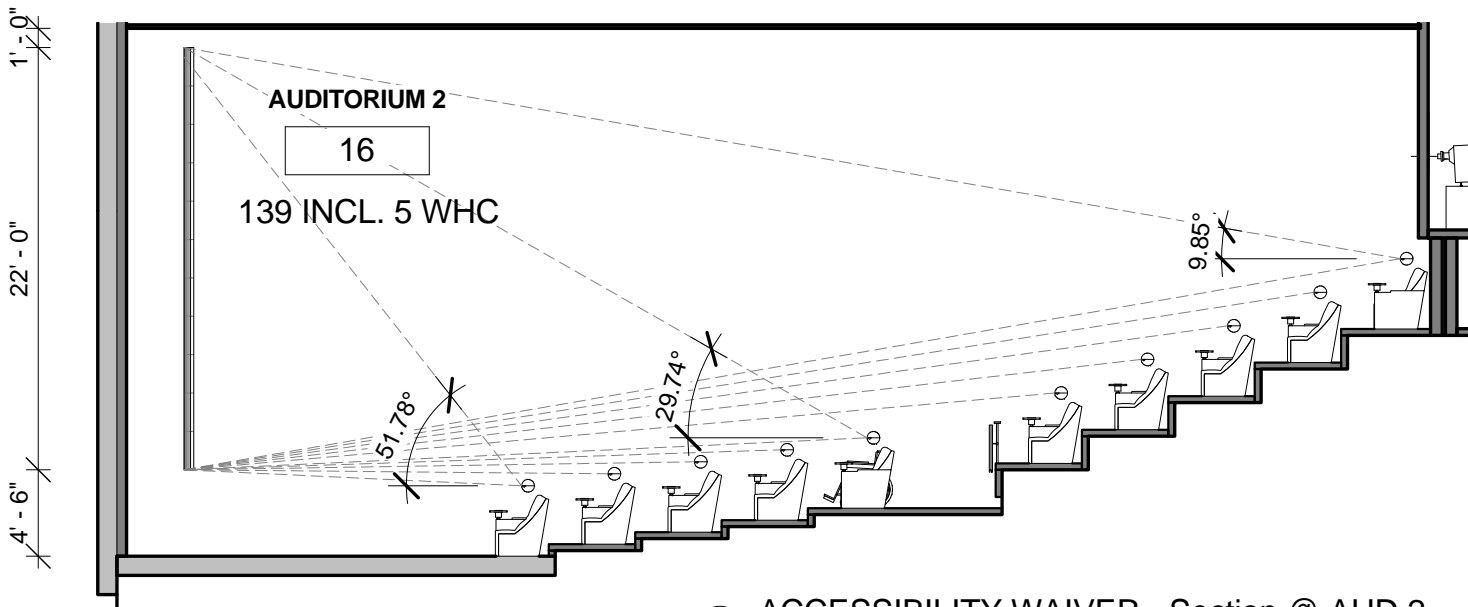 1' - 0"
AUDITORIUM 2
16
139 INCL. 5 WHC
22' - 0"
9.85°
29.74°
51.78°
4' - 6"
ACCESSIBILITY WAIVER - Section @ AUD 2